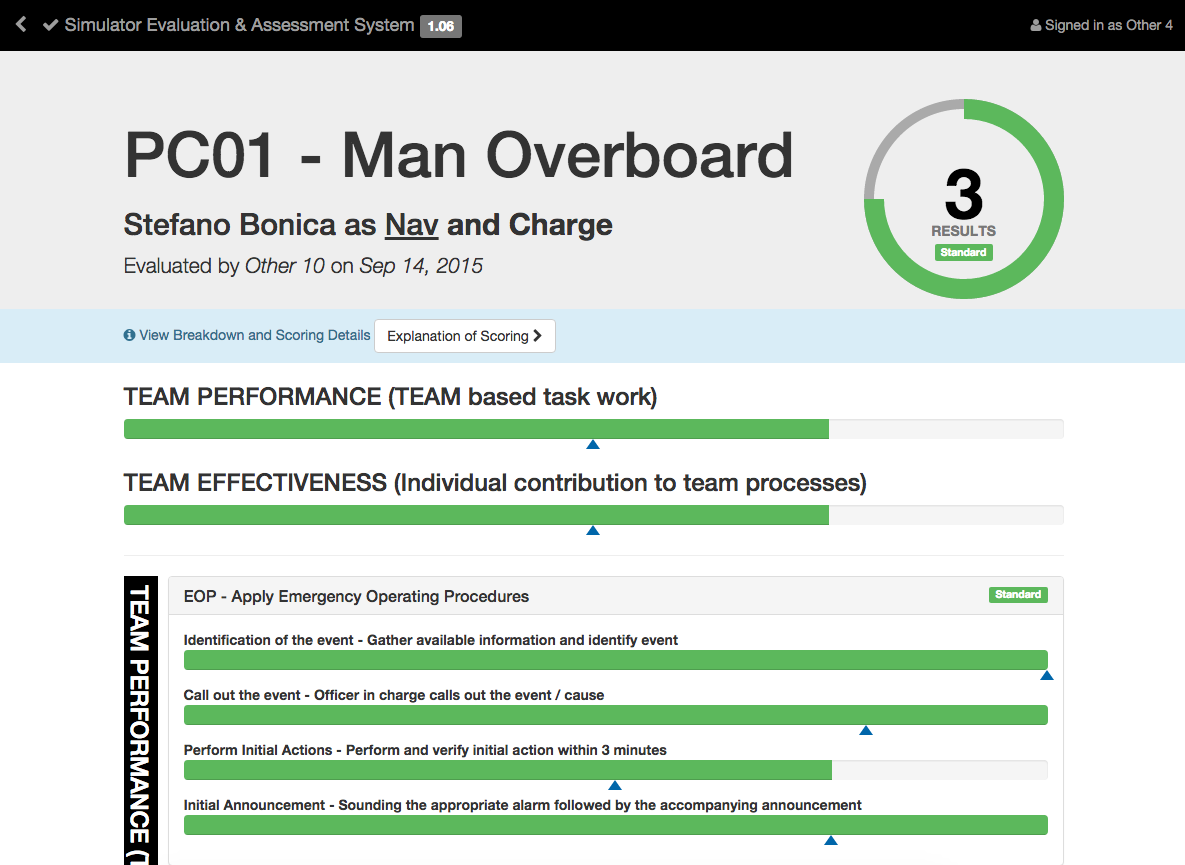 Simulator Evaluation & Assessment System 1.06
Signed in as Other 4
PC01 - Man Overboard
Stefano Bonica as Nav and Charge
Evaluated by Other 10 on Sep 14, 2015
3
RESULTS
Standard
View Breakdown and Scoring Details
Explanation of Scoring
TEAM PERFORMANCE (TEAM based task work)
TEAM EFFECTIVENESS (Individual contribution to team processes)
TEAM PERFORMANCE (
EOP - Apply Emergency Operating Procedures
Standard
Identification of the event - Gather available information and identify event
Call out the event - Officer in charge calls out the event / cause
Perform Initial Actions - Perform and verify initial action within 3 minutes
Initial Announcement - Sounding the appropriate alarm followed by the accompanying announcement